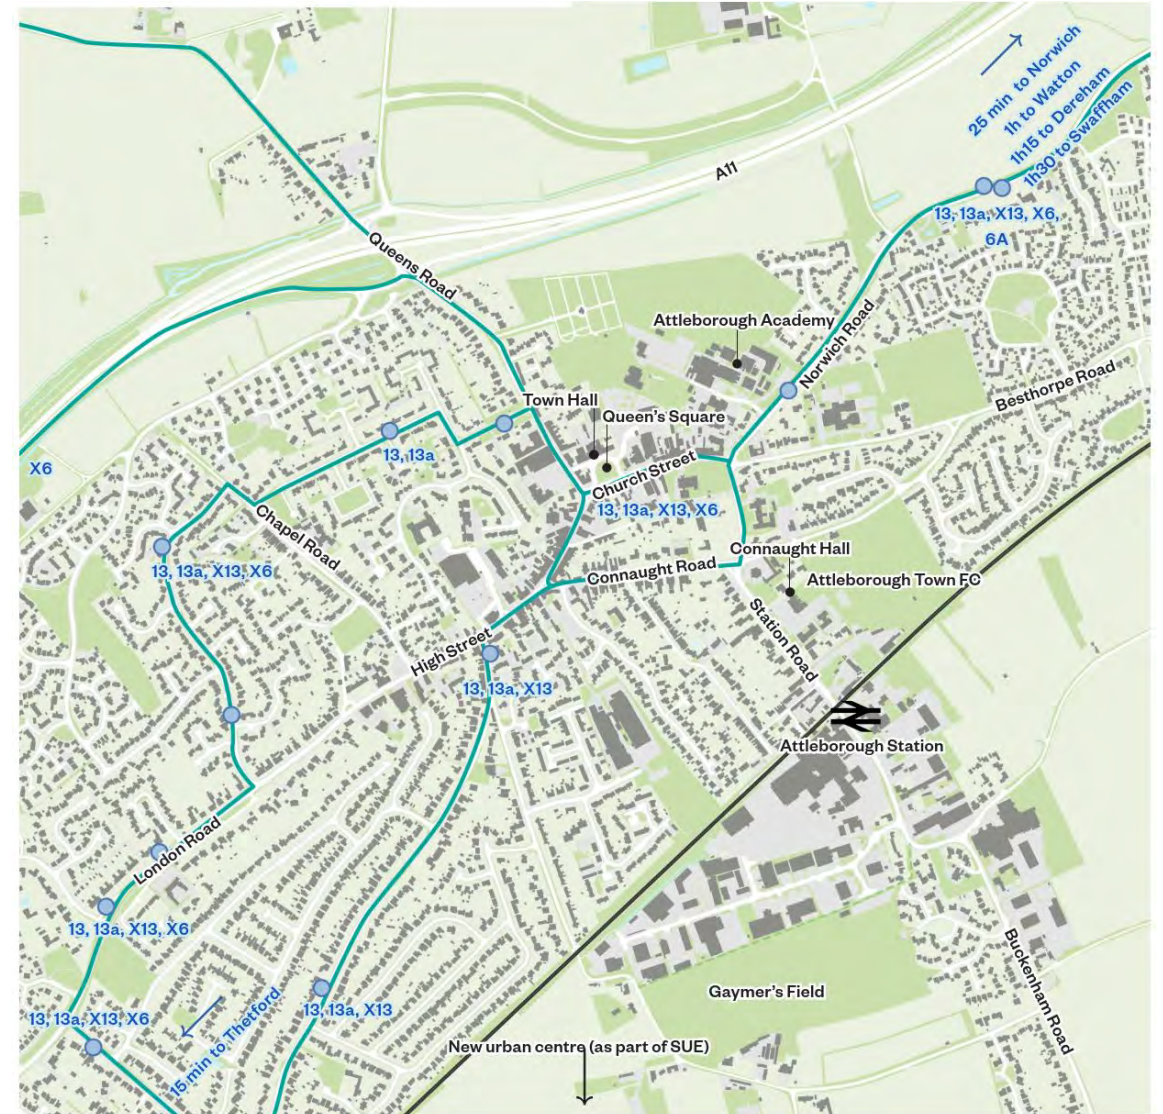 25 min to Norwich
1h to Watton
1h15 to Dereham
1h30 to Swaffham
A11
13, 13a, X13, X6,
6A
Queens Road
Attleborough Academy
Norwich Road
Besthorpe Road
Town Hall
Queen's Square
13, 13a
X6
Church Street
13, 13a, X13, X6
Chapel Road
13, 13a, X13, X6
Connaught Hall
Connaught Road
Attleborough Town FC
Station Road
High Street
13, 13a, X13
Attleborough Station
London Road
13, 13a, X13, X6
Buckenham Road
Gaymer's Field
13, 13a, X13
13, 13a, X13, X6
15 min to Thetford
New urban centre (as part of SUE)